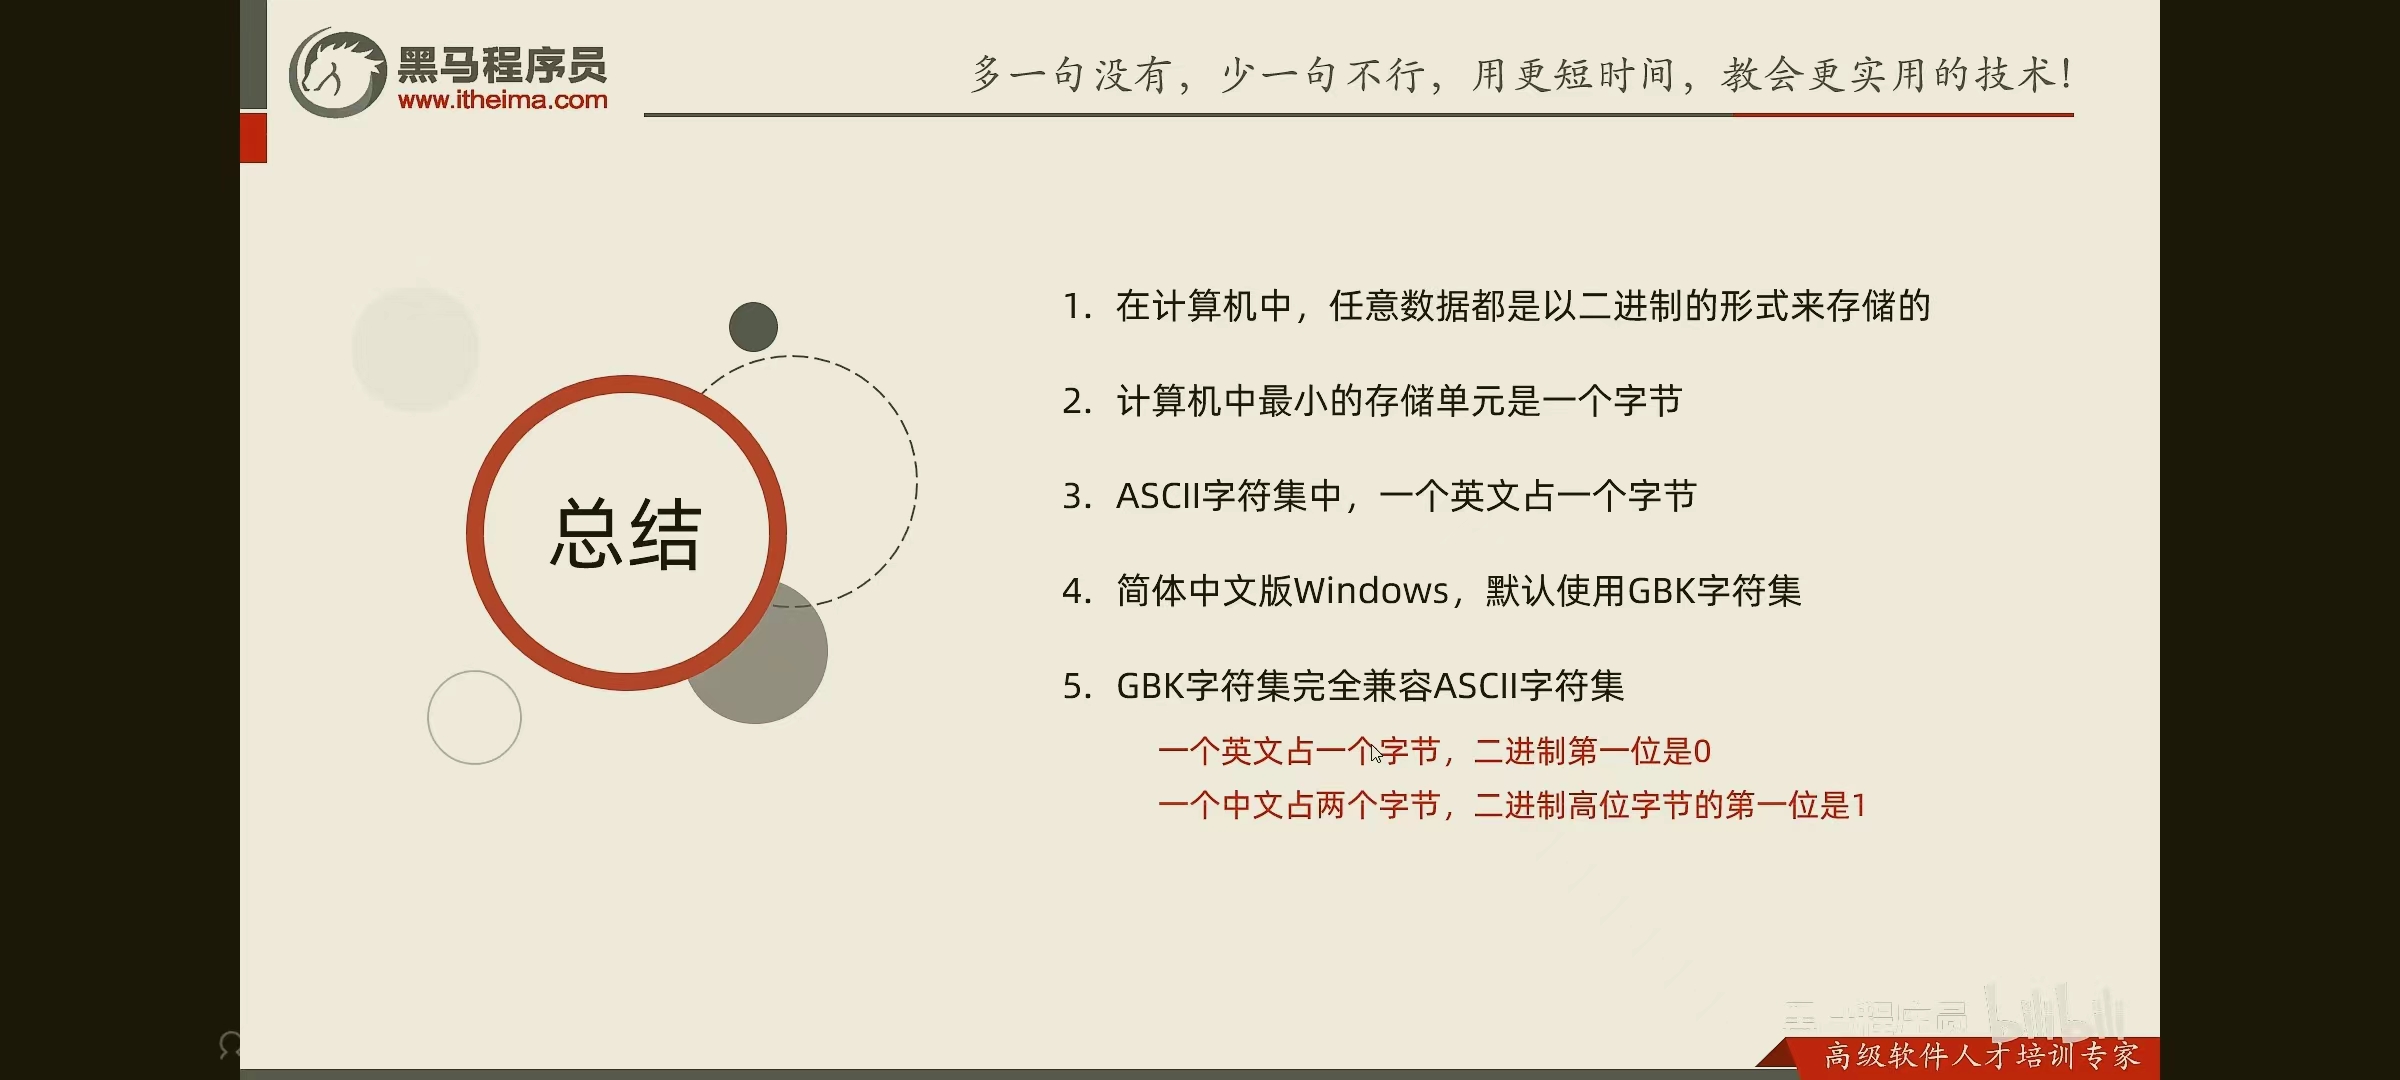 黑马程序员
www.itheima.com
多一句没有，少一句不行，用更短时间，教会更实用的技术！
总结
1. 在计算机中，任意数据都是以二进制的形式来存储的
2. 计算机中最小的存储单元是一个字节
3. ASCII字符集中，一个英文占一个字节
4. 简体中文版Windows，默认使用GBK字符集
5. GBK字符集完全兼容ASCII字符集
一个英文占一个字节，二进制第一位是0
一个中文占两个字节，二进制高位字节的第一位是1
黑马程序员 bilibili
高级软件人才培训专家